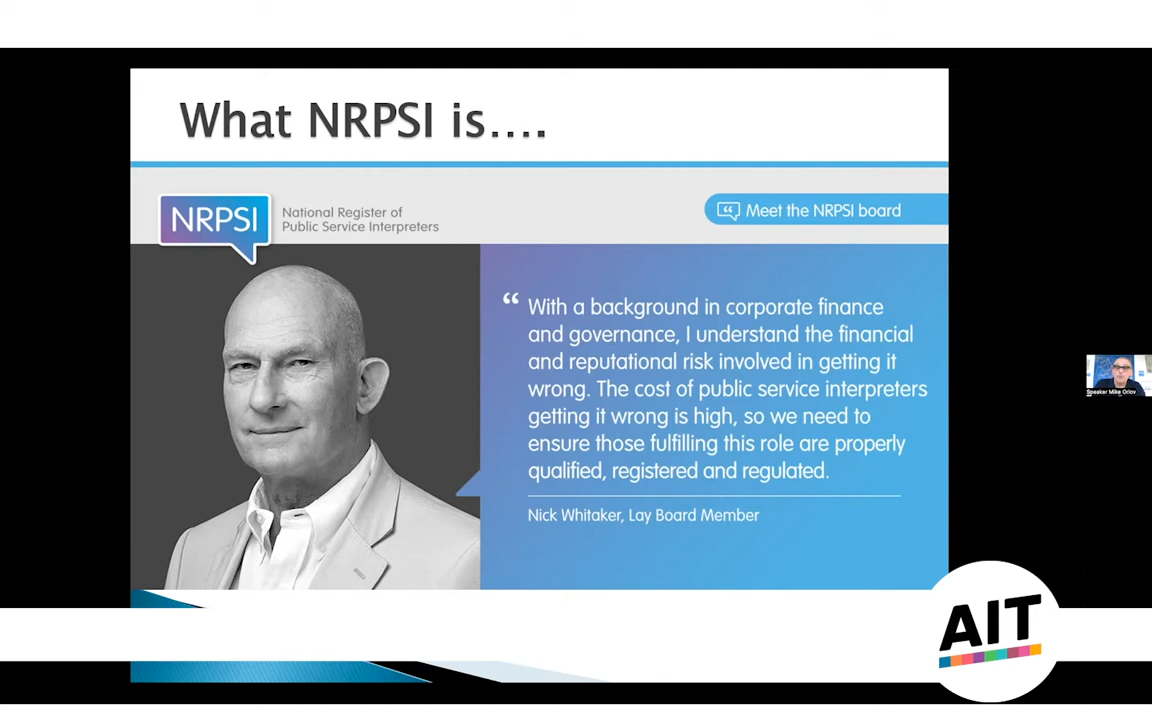 What NRPSI is....
NRPSI
National Register of
Public Service Interpreters
Meet the NRPSI board
“ With a background in corporate finance
and governance, I understand the financial
and reputational risk involved in getting it
wrong. The cost of public service interpreters
getting it wrong is high, so we need to
ensure those fulfilling this role are properly
qualified, registered and regulated.
Nick Whitaker, Lay Board Member
Speaker Mike Orlov
AIT